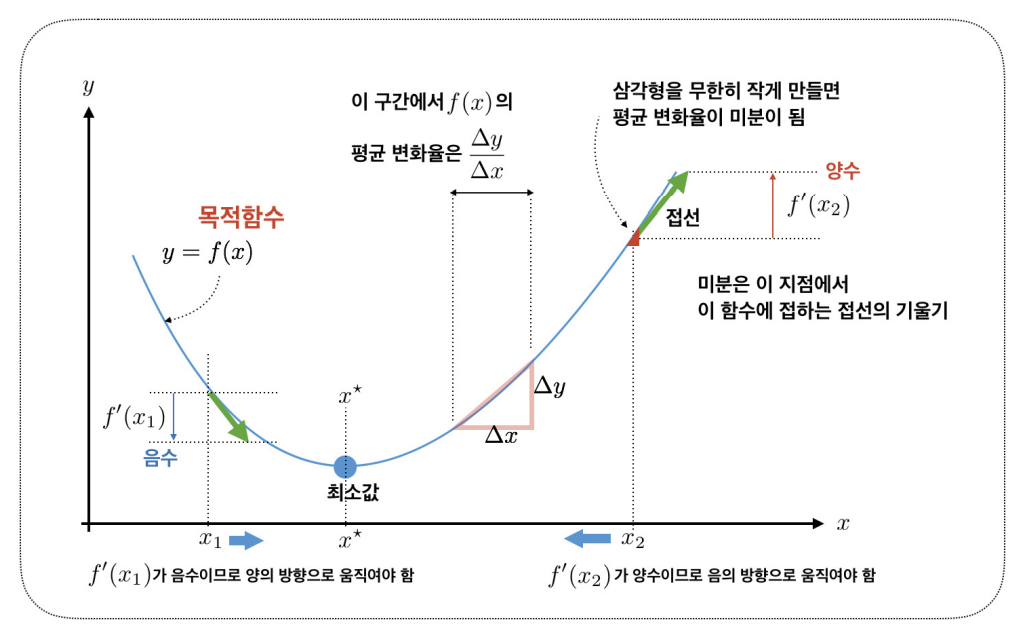 y
이 구간에서 f(x)의
평균 변화율은 Δy/Δx
삼각형을 무한히 작게 만들면
평균 변화율이 미분이 됨
양수
f′(x₂)
접선
목적함수
y = f(x)
미분은 이 지점에서
이 함수에 접하는 접선의 기울기
f′(x₁)
음수
x⋆
Δy
Δx
최소값
x
x₁
x⋆
x₂
f′(x₁)가 음수이므로 양의 방향으로 움직여야 함
f′(x₂)가 양수이므로 음의 방향으로 움직여야 함